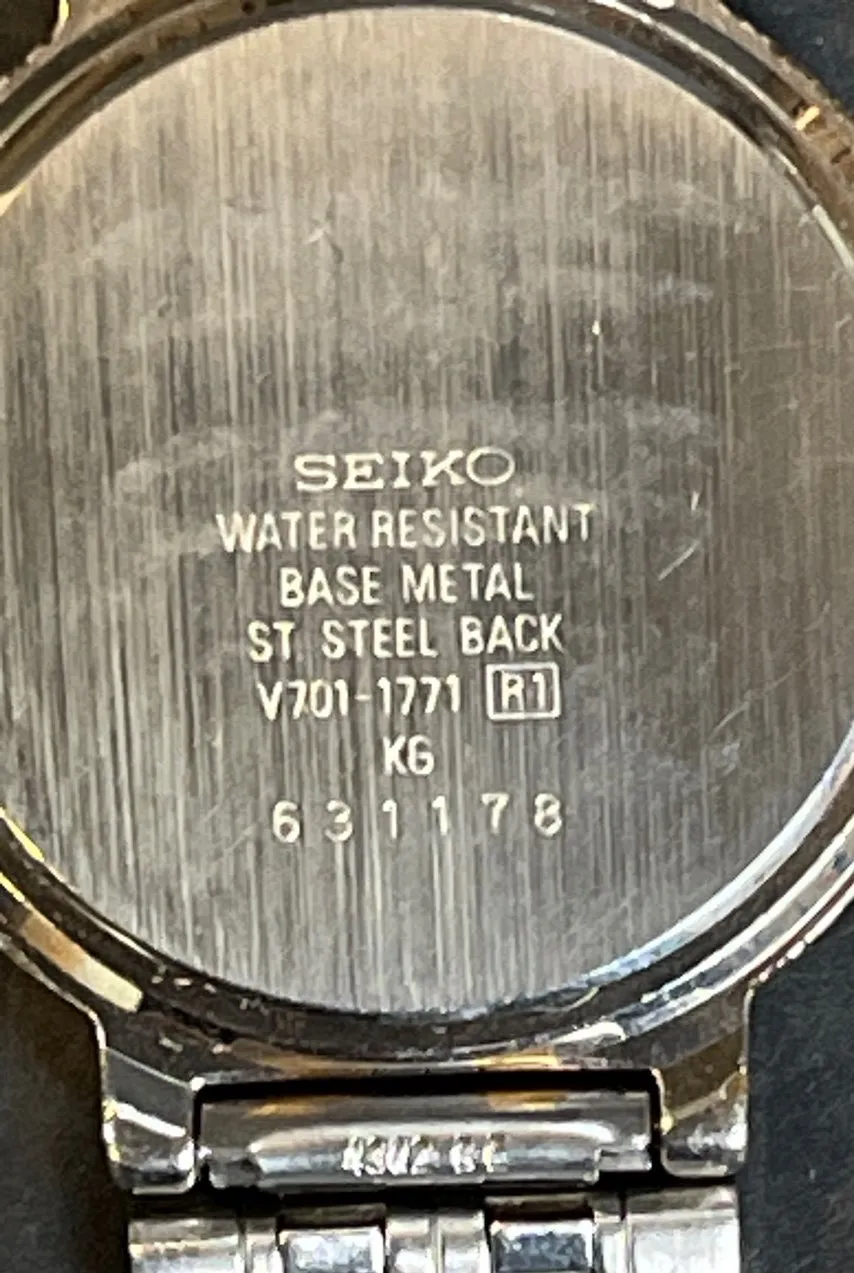 SEIKO
WATER RESISTANT
BASE METAL
ST. STEEL BACK
V701-1771 R1
KG
631178